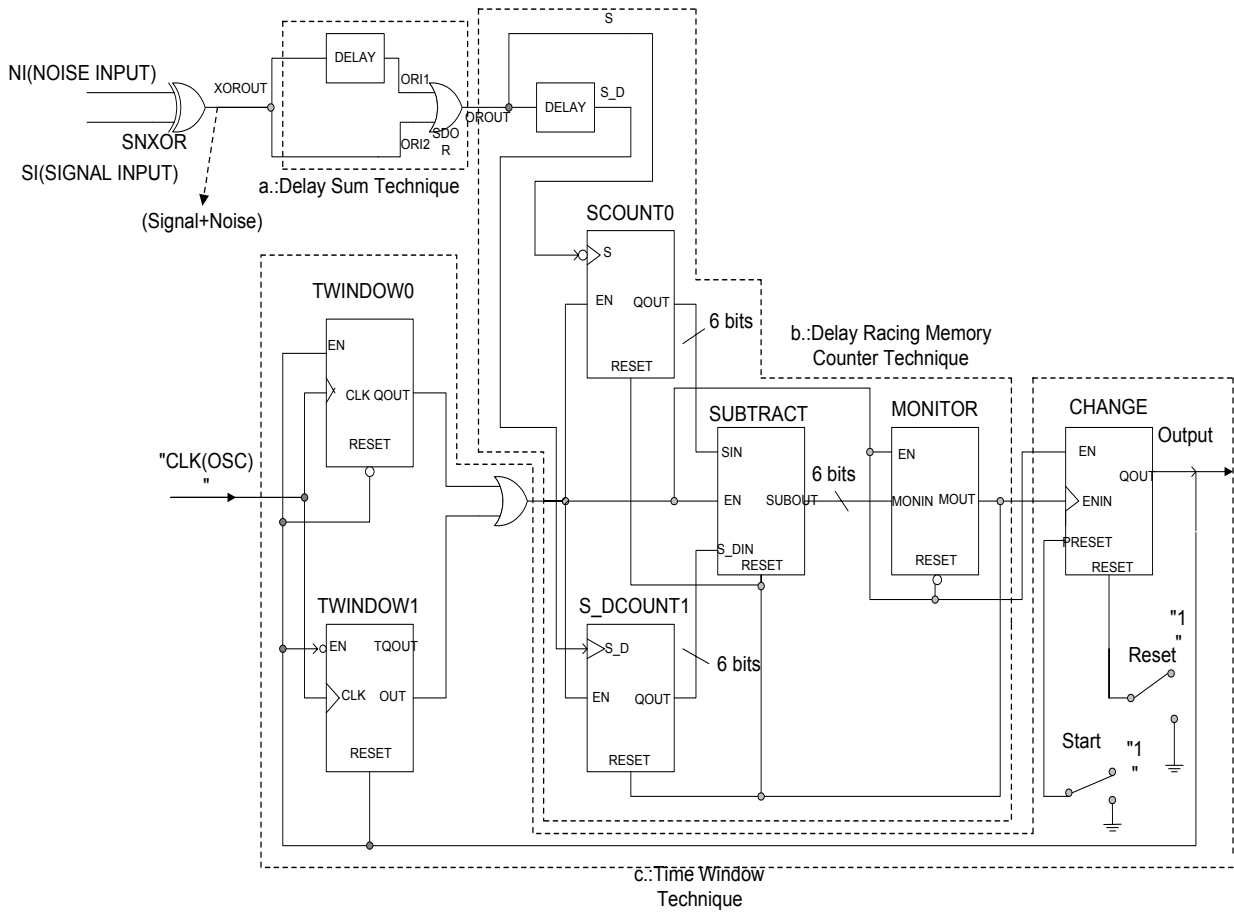 S
DELAY
NI(NOISE INPUT)
XOROUT
ORI1
S_D
DELAY
OROUT
SDO
R
ORI2
SNXOR
SI(SIGNAL INPUT)
a.:Delay Sum Technique
(Signal+Noise)
SCOUNT0
S
EN
QOUT
RESET
6 bits
b.:Delay Racing Memory
Counter Technique
TWINDOW0
EN
CLK
QOUT
RESET
"CLK(OSC)
"
SUBTRACT
SIN
EN
SUBOUT
S_DIN
RESET
6 bits
MONITOR
EN
MONIN
MOUT
RESET
CHANGE
EN
QOUT
ENIN
PRESET
RESET
Output
TWINDOW1
EN
TQOUT
CLK
OUT
RESET
S_DCOUNT1
S_D
EN
QOUT
RESET
6 bits
"1
"
Reset
Start
"1
"
c.:Time Window
Technique